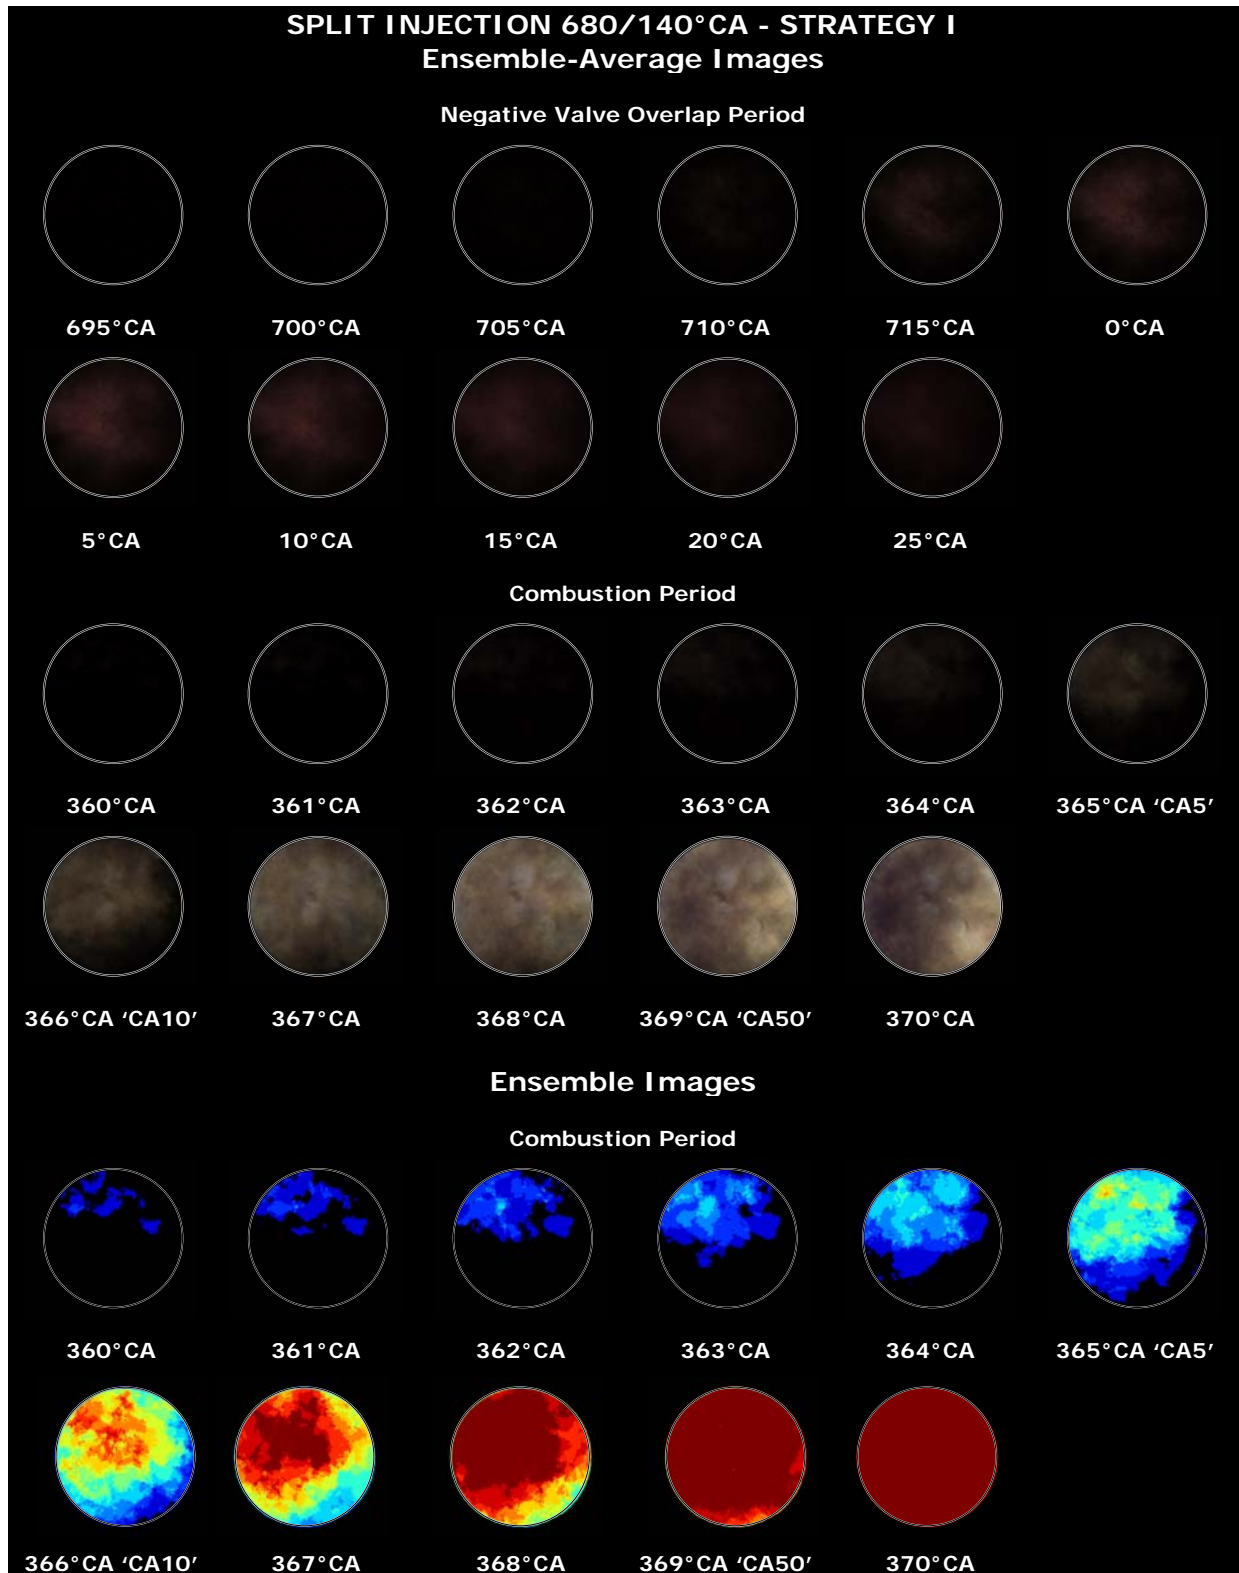 SPLIT INJECTION 680/140°CA - STRATEGY I
Ensemble-Average Images
Negative Valve Overlap Period
695°CA 700°CA 705°CA 710°CA 715°CA 0°CA
5°CA 10°CA 15°CA 20°CA 25°CA
Combustion Period
360°CA 361°CA 362°CA 363°CA 364°CA 365°CA ‘CA5’
366°CA ‘CA10’ 367°CA 368°CA 369°CA ‘CA50’ 370°CA
Ensemble Images
Combustion Period
360°CA 361°CA 362°CA 363°CA 364°CA 365°CA ‘CA5’
366°CA ‘CA10’ 367°CA 368°CA 369°CA ‘CA50’ 370°CA